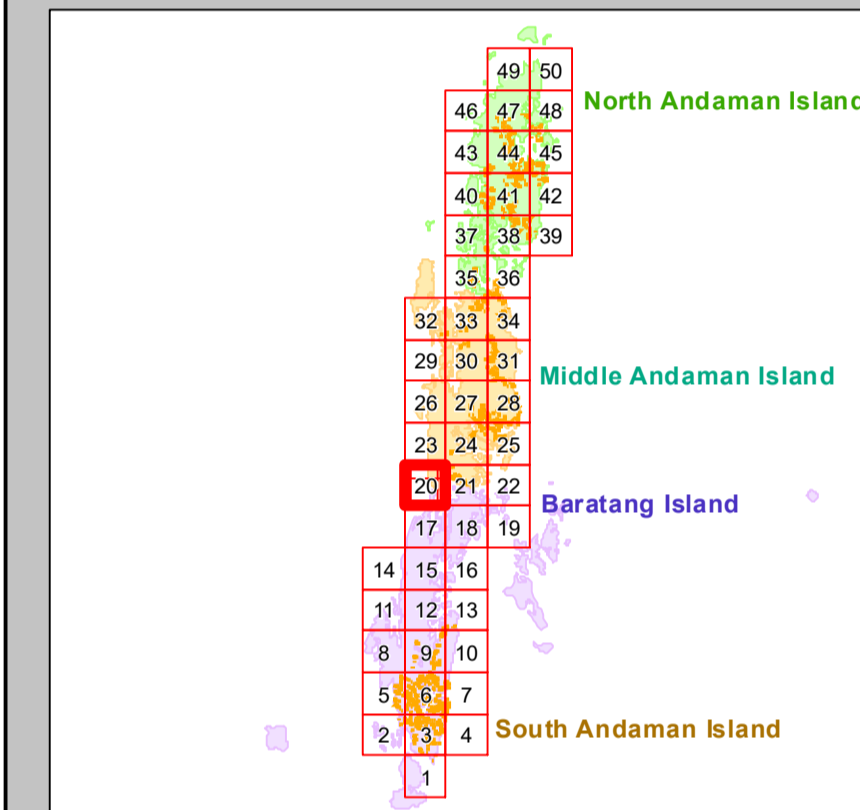 49 50
North Andaman Island
46 47 48
43 44 45
40 41 42
37 38 39
35 36
32 33 34
29 30 31
Middle Andaman Island
26 27 28
23 24 25
20 21 22
Baratang Island
17 18 19
14 15 16
11 12 13
8 9 10
5 6 7
South Andaman Island
2 3 4
1